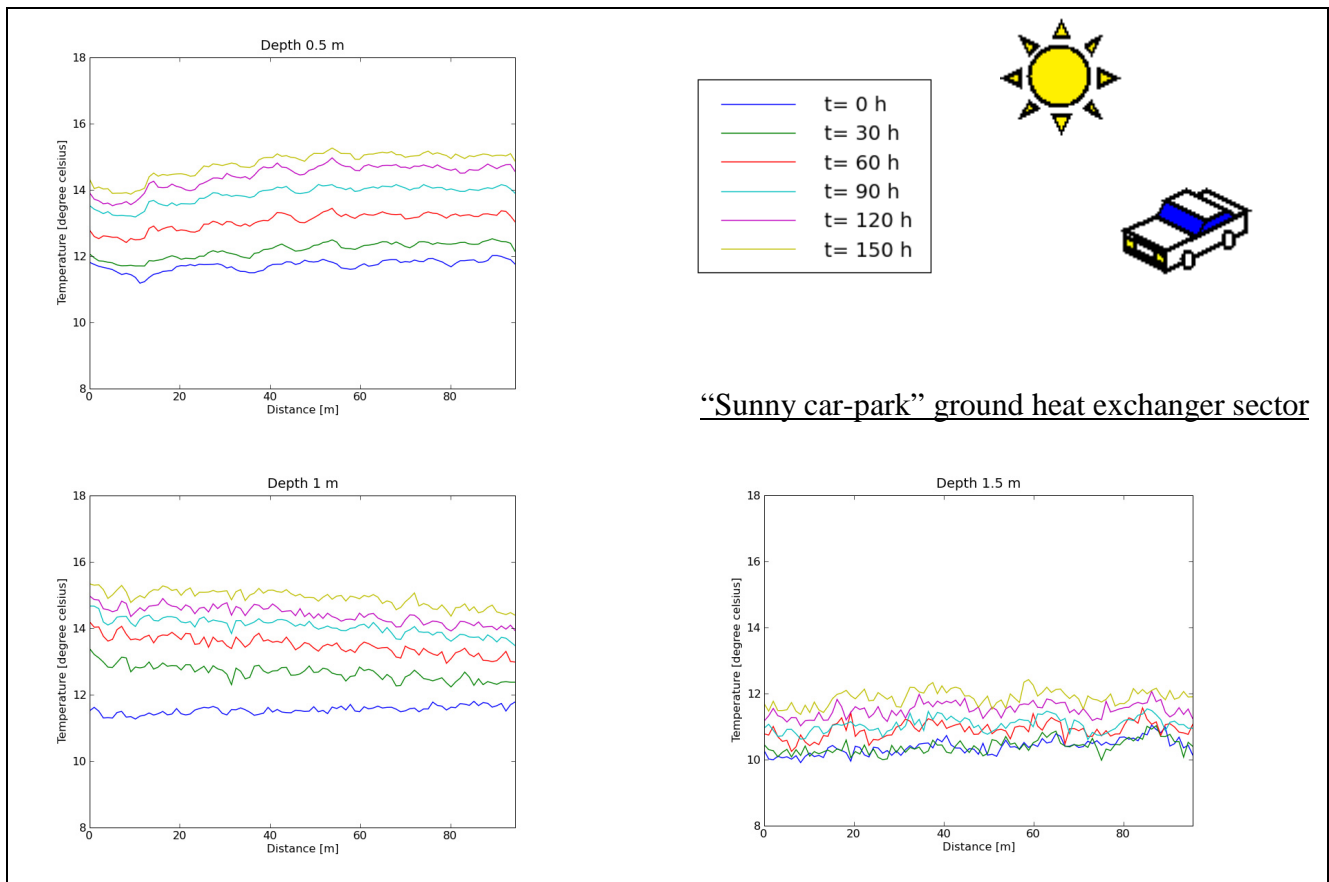 Depth 0.5 m
18
16
14
12
10
8
Temperature [degree celsius]
0 20 40 60 80
Distance [m]
t= 0 h
t= 30 h
t= 60 h
t= 90 h
t= 120 h
t= 150 h
“Sunny car-park” ground heat exchanger sector
Depth 1 m
18
16
14
12
10
8
Temperature [degree celsius]
0 20 40 60 80
Distance [m]
Depth 1.5 m
18
16
14
12
10
8
Temperature [degree celsius]
0 20 40 60 80
Distance [m]